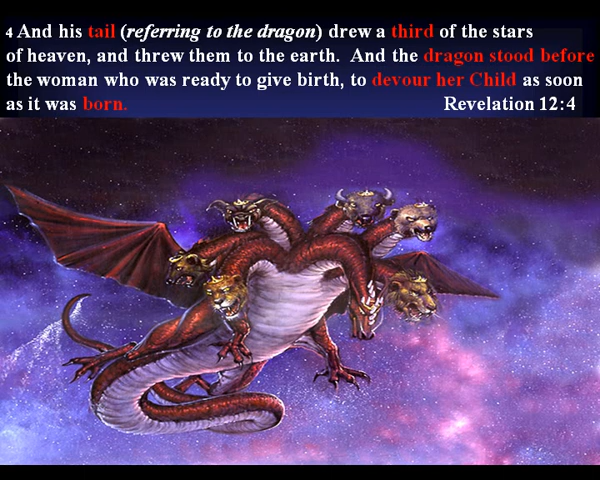 4 And his tail (referring to the dragon) drew a third of the stars
of heaven, and threw them to the earth.  And the dragon stood before
the woman who was ready to give birth, to devour her Child as soon
as it was born. Revelation 12:4